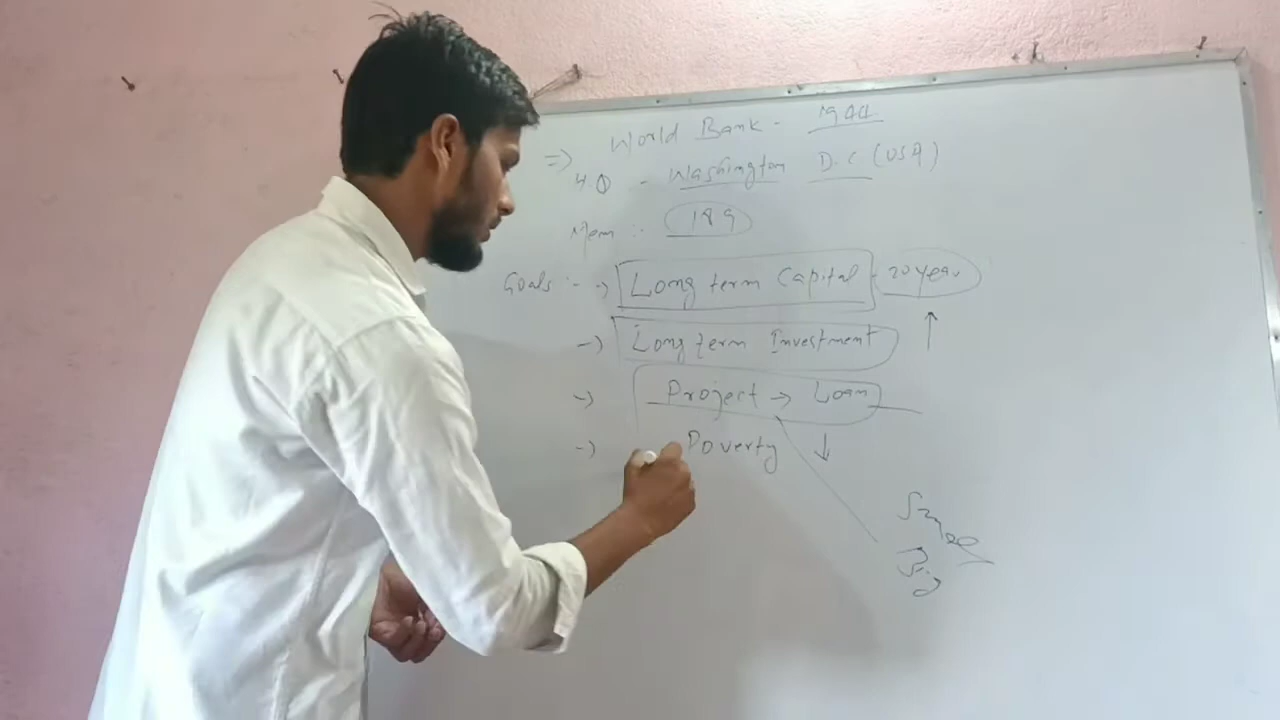 => World Bank - 1944
H.Q - Washington D.C (USA)
Mem :- 189
Goals :- -> Long term Capital - 20 year
-> Long term Investment ↑
-> Project → Loan
-> Poverty ↓